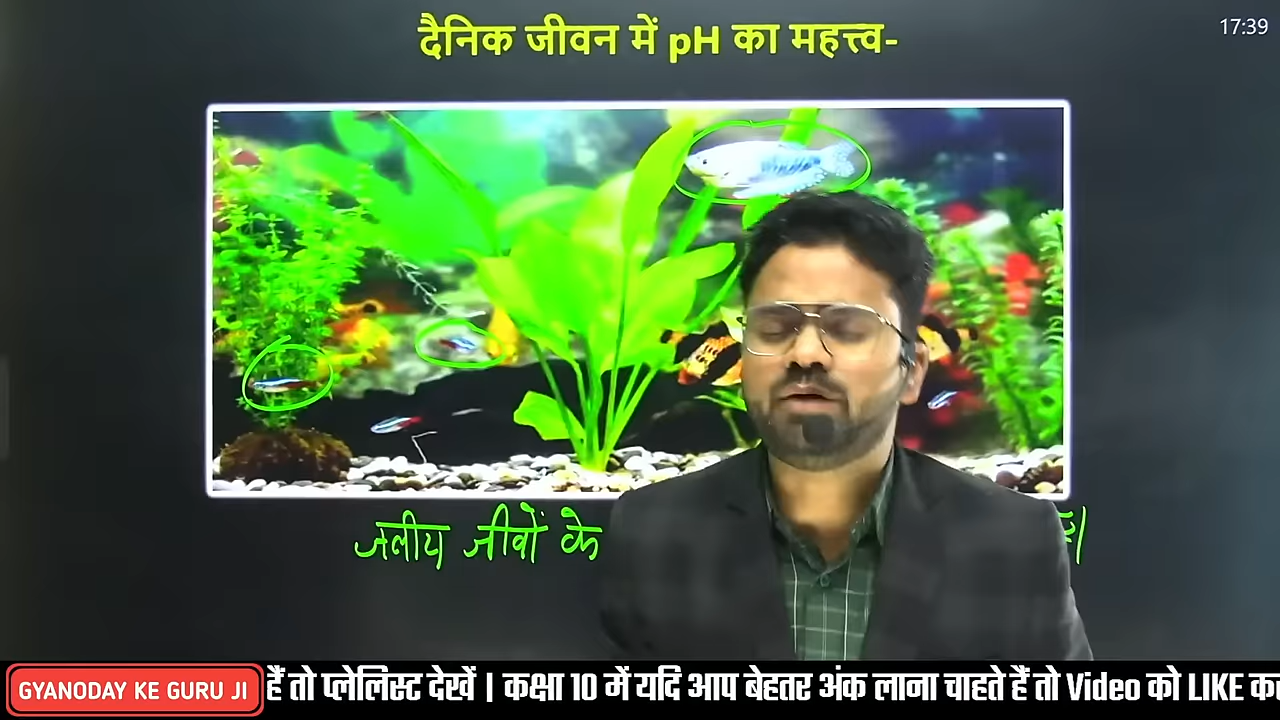 दैनिक जीवन में pH का महत्त्व-
17:39
जलीय जीवों के
GYANODAY KE GURU JI
हैं तो प्लेलिस्ट देखें | कक्षा 10 में यदि आप बेहतर अंक लाना चाहते हैं तो Video को LIKE